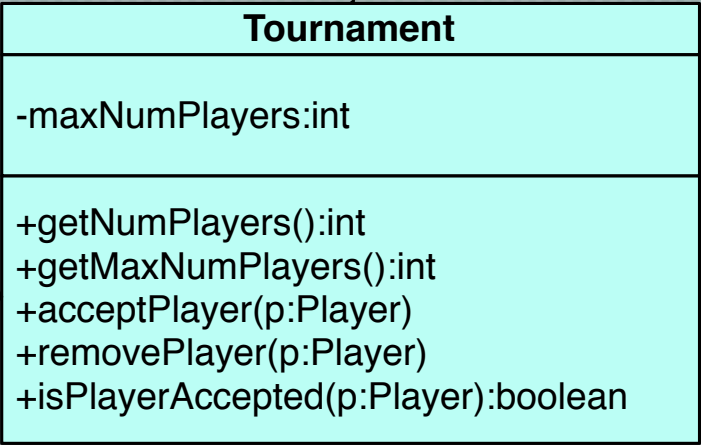 Tournament
-maxNumPlayers:int
+getNumPlayers():int
+getMaxNumPlayers():int
+acceptPlayer(p:Player)
+removePlayer(p:Player)
+isPlayerAccepted(p:Player):boolean